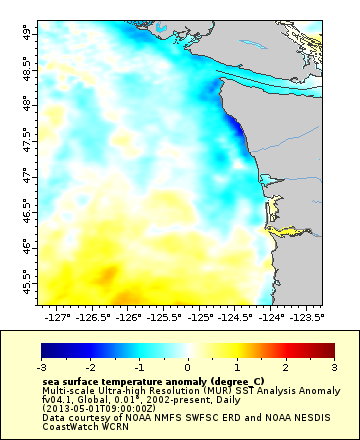 49°
48.5°
48°
47.5°
47°
46.5°
46°
45.5°
-127° -126.5° -126° -125.5° -125° -124.5° -124° -123.5°
-3 -2 -1 0 1 2 3
sea surface temperature anomaly (degree_C)
Multi-scale Ultra-high Resolution (MUR) SST Analysis Anomaly
fv04.1, Global, 0.01°, 2002-present, Daily
(2013-05-01T09:00:00Z)
Data courtesy of NOAA NMFS SWFSC ERD and NOAA NESDIS
CoastWatch WCRN